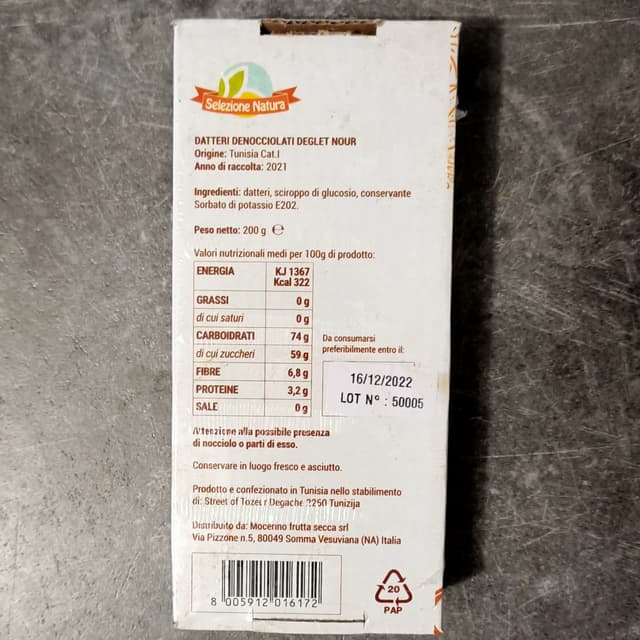 Selezione Natura
DATTERI DENOCCIOLATI DEGLET NOUR
Origine: Tunisia Cat.I
Anno di raccolta: 2021
Ingredienti: datteri, sciroppo di glucosio, conservante
Sorbato di potassio E202.
Peso netto: 200 g ℮
Valori nutrizionali medi per 100g di prodotto:
ENERGIA KJ 1367
Kcal 322
GRASSI 0 g
di cui saturi 0 g
CARBOIDRATI 74 g
di cui zuccheri 59 g
FIBRE 6,8 g
PROTEINE 3,2 g
SALE 0 g
Da consumarsi
preferibilmente entro il:
16/12/2022
LOT N° : 50005
Attenzione alla possibile presenza
di nocciolo o parti di esso.
Conservare in luogo fresco e asciutto.
Prodotto e confezionato in Tunisia nello stabilimento
di: Street of Tozeur Degache 2260 Tunizija
Distribuito da: Mocerino frutta secca srl
Via Pizzone n.5, 80049 Somma Vesuviana (NA) Italia
8 005912 016172
20
PAP